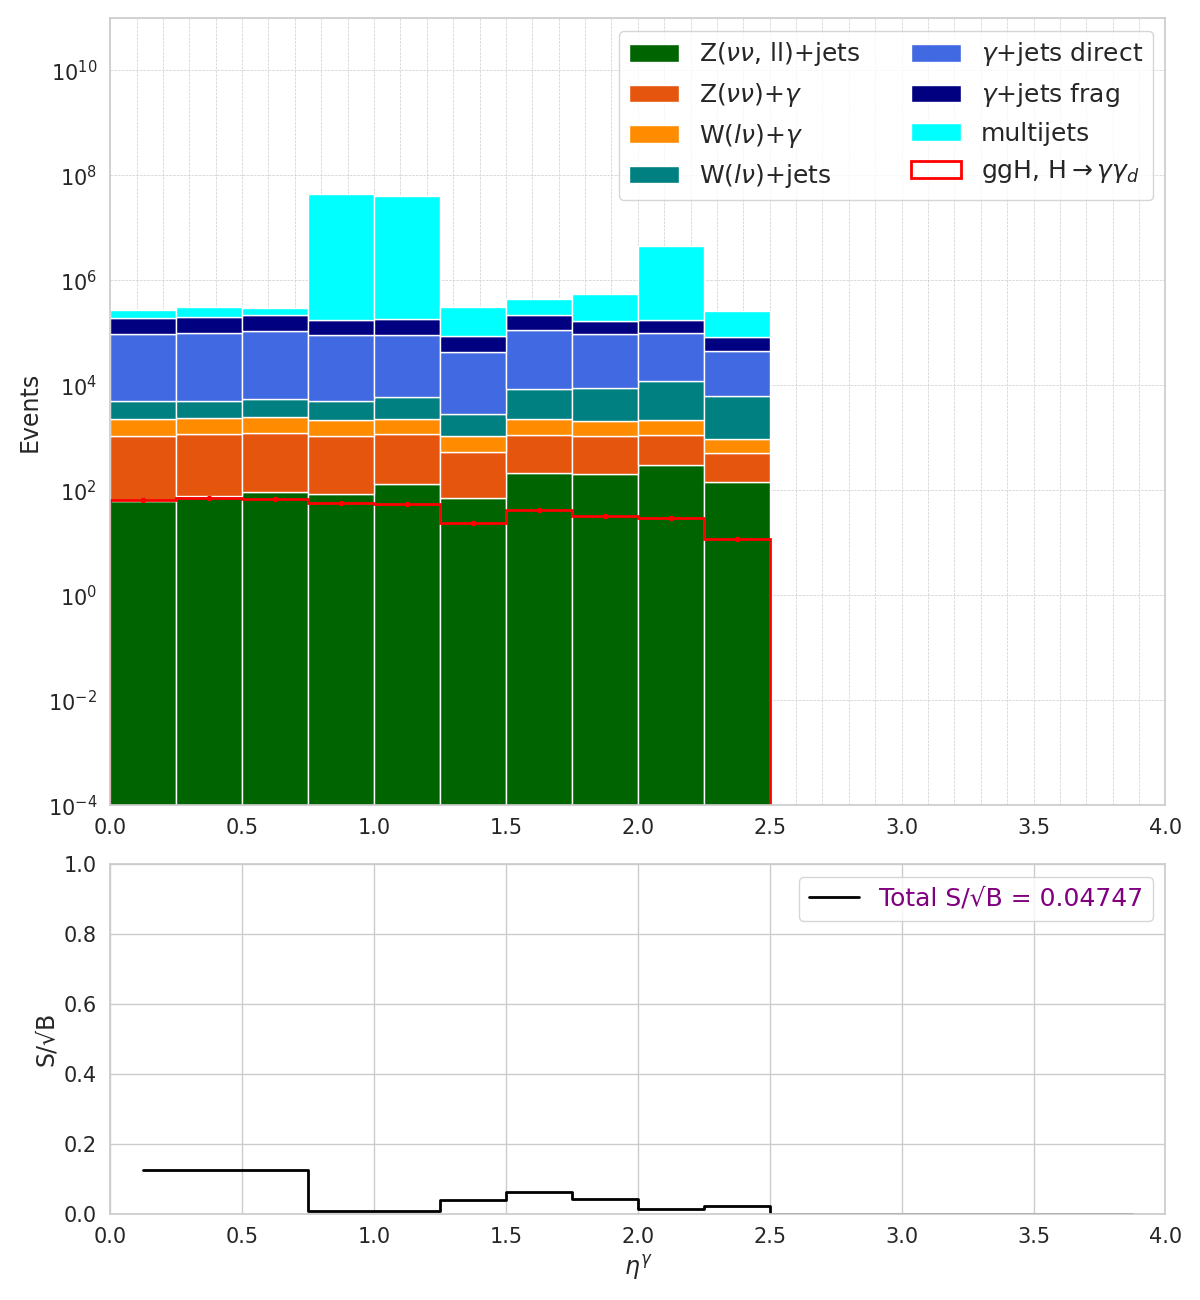 Z(νν, ll)+jets
Z(νν)+γ
W(lν)+γ
W(lν)+jets
γ+jets direct
γ+jets frag
multijets
ggH, H→γγ_d
Events
10^10
10^8
10^6
10^4
10^2
10^0
10^−2
10^−4
0.0 0.5 1.0 1.5 2.0 2.5 3.0 3.5 4.0
Total S/√B = 0.04747
S/√B
1.0
0.8
0.6
0.4
0.2
0.0
0.0 0.5 1.0 1.5 2.0 2.5 3.0 3.5 4.0
η^γ